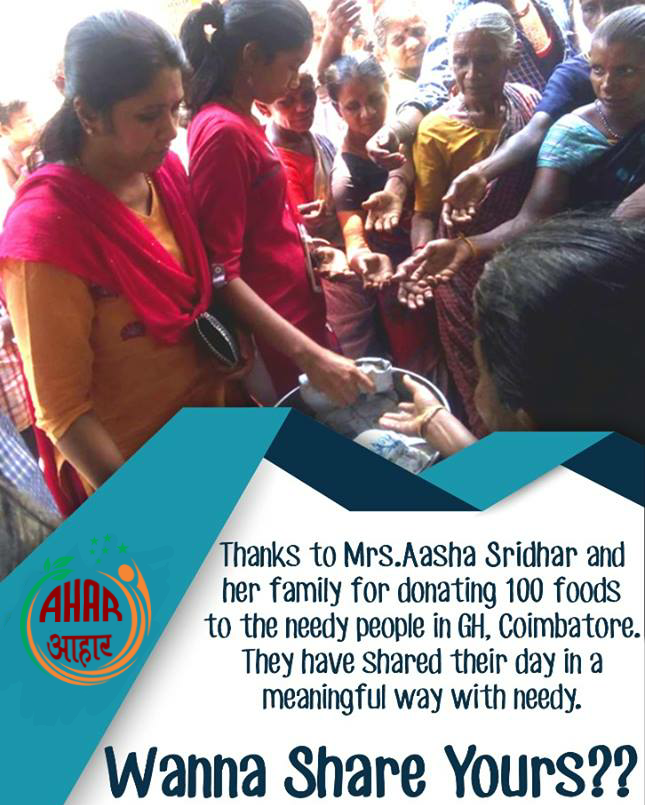 AHAR
आहार
Thanks to Mrs.Aasha Sridhar and
her family for donating 100 foods
to the needy people in GH, Coimbatore.
They have shared their day in a
meaningful way with needy.
Wanna Share Yours??